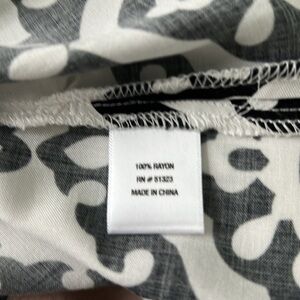 100% RAYON
RN # 51323
MADE IN CHINA